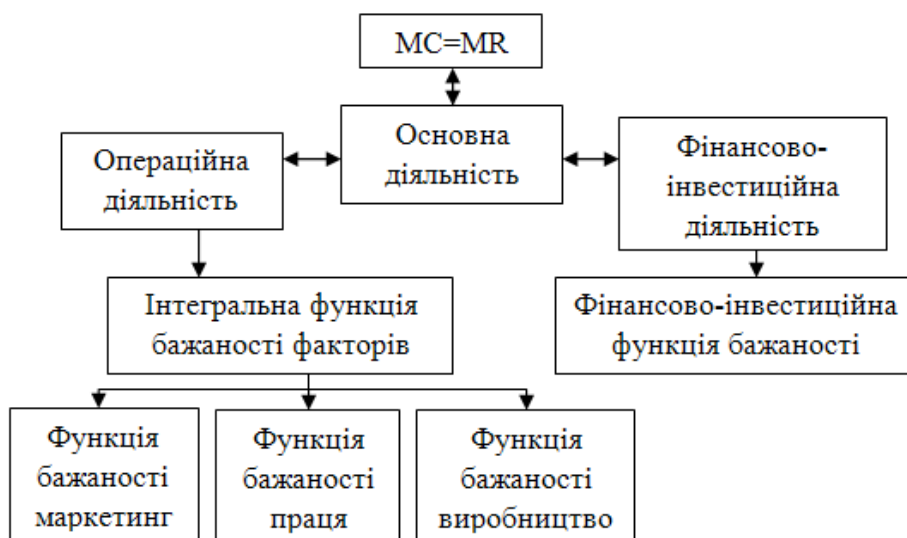 MC=MR
Основна
діяльність
Операційна
діяльність
Фінансово-
інвестиційна
діяльність
Інтегральна функція
бажаності факторів
Фінансово-інвестиційна
функція бажаності
Функція
бажаності
маркетинг
Функція
бажаності
праця
Функція
бажаності
виробництво